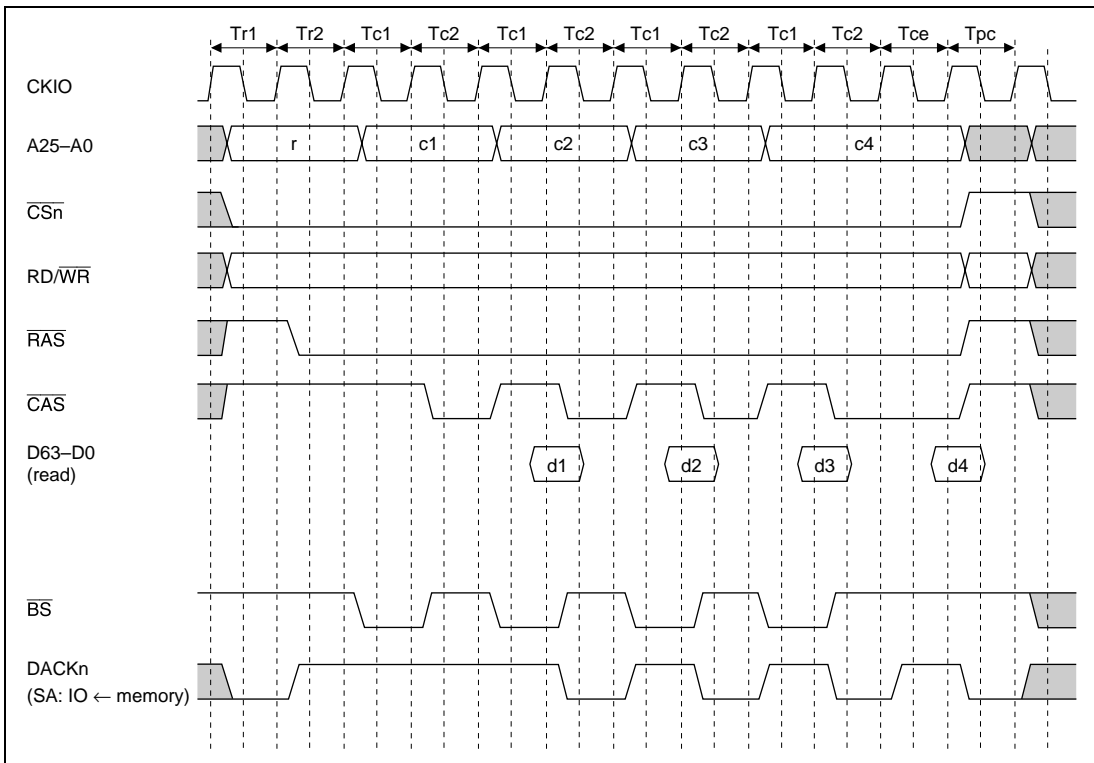 Tr1 Tr2 Tc1 Tc2 Tc1 Tc2 Tc1 Tc2 Tc1 Tc2 Tce Tpc
CKIO
A25–A0 r c1 c2 c3 c4
CSn
RD/WR
RAS
CAS
D63–D0
(read) d1 d2 d3 d4
BS
DACKn
(SA: IO ← memory)